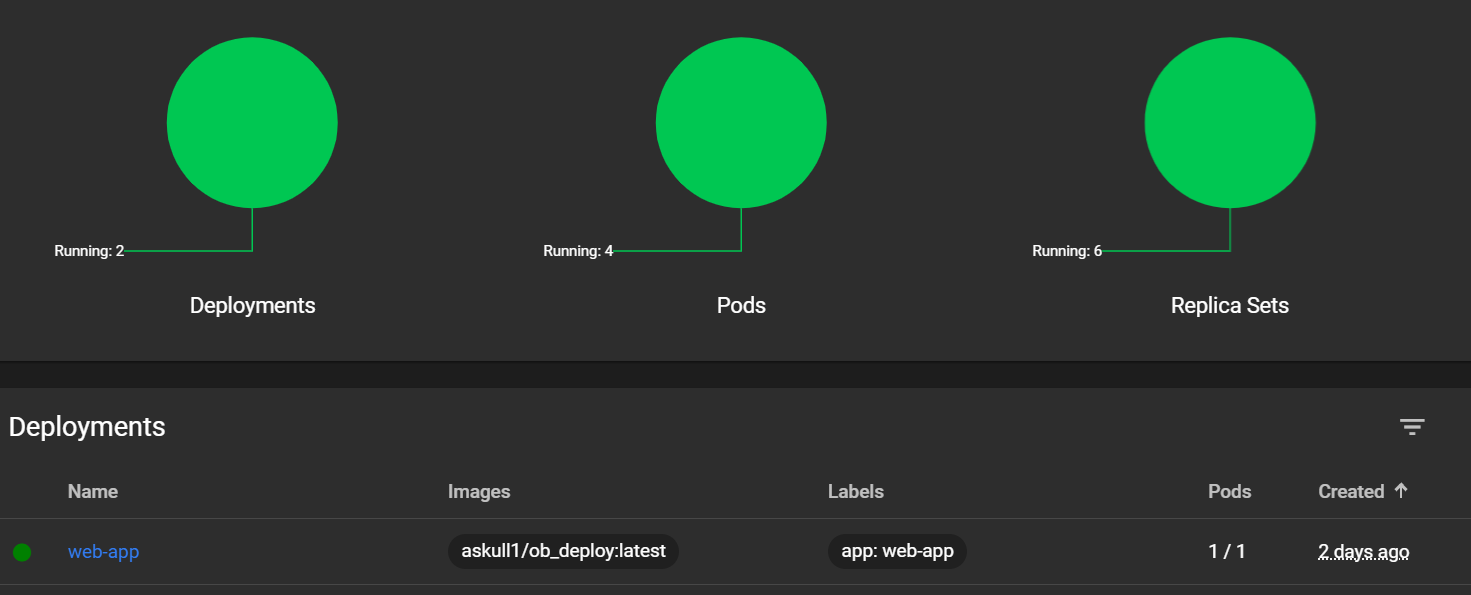 Running: 2
Running: 4
Running: 6
Deployments
Pods
Replica Sets
Deployments
Name Images Labels Pods Created
web-app askull1/ob_deploy:latest app: web-app 1 / 1 2 days ago